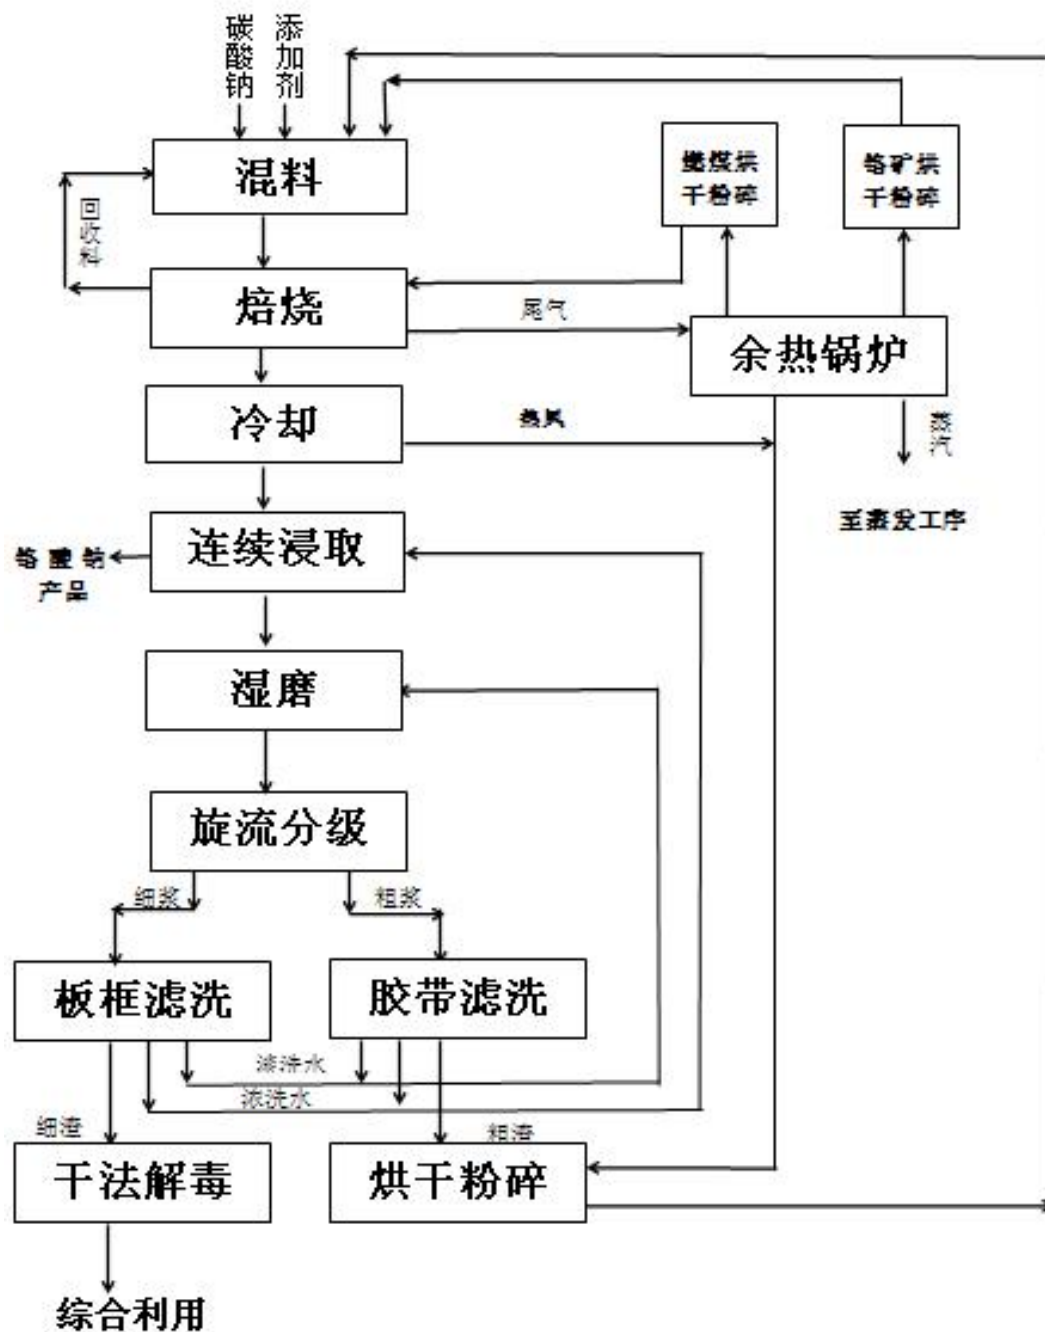 碳酸钠
添加剂
混料
燃煤烘
干粉碎
铬矿烘
干粉碎
回收料
焙烧
尾气
余热锅炉
冷却
热风
蒸汽
至蒸发工序
连续浸取
铬酸钠
产品
湿磨
旋流分级
细浆
粗浆
板框滤洗
胶带滤洗
滤洗水
浓洗水
细渣
粗渣
干法解毒
烘干粉碎
综合利用